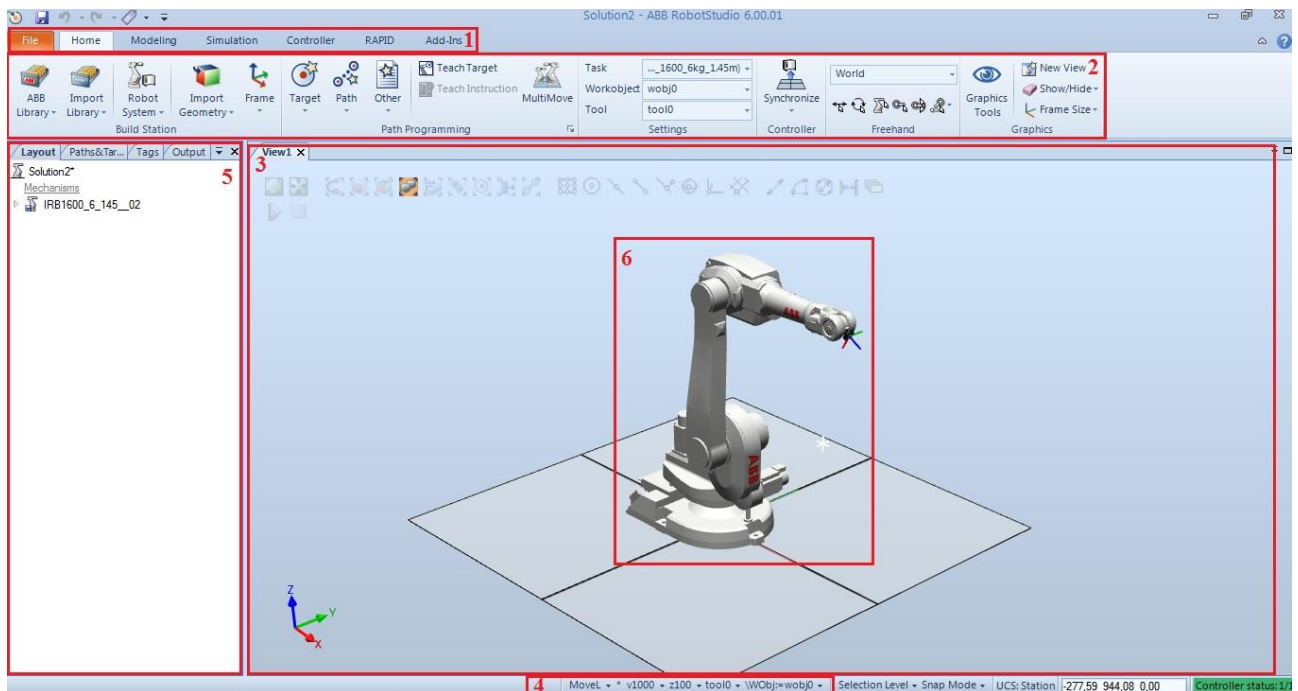 Solution2 - ABB RobotStudio 6.00.01
File Home Modeling Simulation Controller RAPID Add-Ins 1
ABB Library
Import Library
Robot System
Import Geometry
Frame
Build Station
Target
Path
Other
Teach Target
Teach Instruction
MultiMove
Path Programming
Task ..._1600_6kg_1.45m)
Workobject wobj0
Tool tool0
Settings
Synchronize
Controller
World
Freehand
Graphics Tools
New View 2
Show/Hide
Frame Size
Graphics
Layout Paths&Tar... Tags Output
Solution2*
5
Mechanisms
IRB1600_6_145__02
View1
3
6
ABB
ABB
Z
Y
X
4 MoveL * v1000 z100 tool0 \WObj:=wobj0 Selection Level Snap Mode UCS: Station -277,59 944,08 0,00 Controller status: 1/1